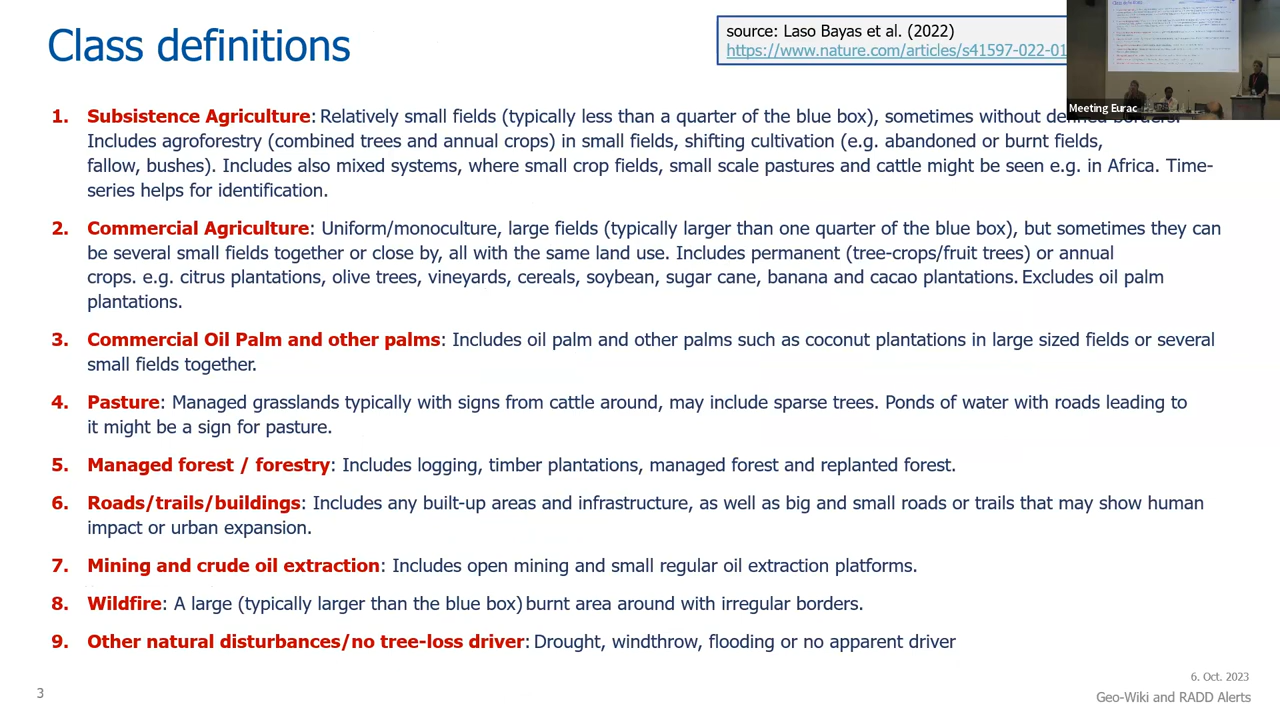 Class definitions
source: Laso Bayas et al. (2022)
https://www.nature.com/articles/s41597-022-01
Meeting Eurac
1. Subsistence Agriculture: Relatively small fields (typically less than a quarter of the blue box), sometimes without defined borders.
Includes agroforestry (combined trees and annual crops) in small fields, shifting cultivation (e.g. abandoned or burnt fields,
fallow, bushes). Includes also mixed systems, where small crop fields, small scale pastures and cattle might be seen e.g. in Africa. Time-
series helps for identification.
2. Commercial Agriculture: Uniform/monoculture, large fields (typically larger than one quarter of the blue box), but sometimes they can
be several small fields together or close by, all with the same land use. Includes permanent (tree-crops/fruit trees) or annual
crops. e.g. citrus plantations, olive trees, vineyards, cereals, soybean, sugar cane, banana and cacao plantations. Excludes oil palm
plantations.
3. Commercial Oil Palm and other palms: Includes oil palm and other palms such as coconut plantations in large sized fields or several
small fields together.
4. Pasture: Managed grasslands typically with signs from cattle around, may include sparse trees. Ponds of water with roads leading to
it might be a sign for pasture.
5. Managed forest / forestry: Includes logging, timber plantations, managed forest and replanted forest.
6. Roads/trails/buildings: Includes any built-up areas and infrastructure, as well as big and small roads or trails that may show human
impact or urban expansion.
7. Mining and crude oil extraction: Includes open mining and small regular oil extraction platforms.
8. Wildfire: A large (typically larger than the blue box) burnt area around with irregular borders.
9. Other natural disturbances/no tree-loss driver: Drought, windthrow, flooding or no apparent driver
6. Oct. 2023
3
Geo-Wiki and RADD Alerts